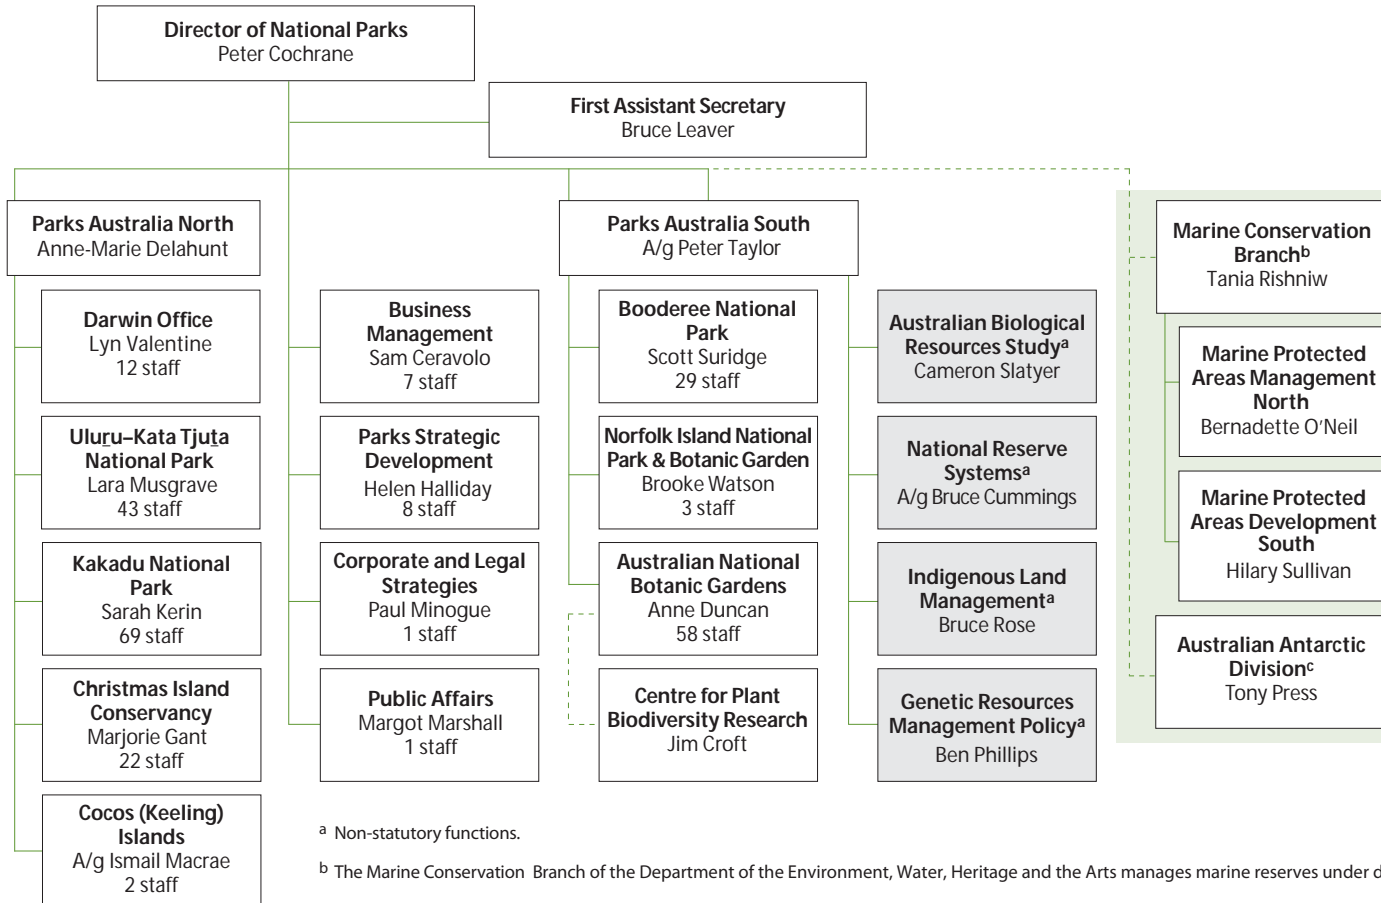 Director of National Parks
Peter Cochrane
First Assistant Secretary
Bruce Leaver
Parks Australia North
Anne-Marie Delahunt
Darwin Office
Lyn Valentine
12 staff
Uluṟu–Kata Tjuṯa
National Park
Lara Musgrave
43 staff
Kakadu National
Park
Sarah Kerin
69 staff
Christmas Island
Conservancy
Marjorie Gant
22 staff
Cocos (Keeling)
Islands
A/g Ismail Macrae
2 staff
Business
Management
Sam Ceravolo
7 staff
Parks Strategic
Development
Helen Halliday
8 staff
Corporate and Legal
Strategies
Paul Minogue
1 staff
Public Affairs
Margot Marshall
1 staff
Parks Australia South
A/g Peter Taylor
Booderee National
Park
Scott Suridge
29 staff
Norfolk Island National
Park & Botanic Garden
Brooke Watson
3 staff
Australian National
Botanic Gardens
Anne Duncan
58 staff
Centre for Plant
Biodiversity Research
Jim Croft
Australian Biological
Resources Studyᵃ
Cameron Slatyer
National Reserve
Systemsᵃ
A/g Bruce Cummings
Indigenous Land
Managementᵃ
Bruce Rose
Genetic Resources
Management Policyᵃ
Ben Phillips
Marine Conservation
Branchᵇ
Tania Rishniw
Marine Protected
Areas Management
North
Bernadette O’Neil
Marine Protected
Areas Development
South
Hilary Sullivan
Australian Antarctic
Divisionᶜ
Tony Press
ᵃ Non-statutory functions.
ᵇ The Marine Conservation Branch of the Department of the Environment, Water, Heritage and the Arts manages marine reserves under